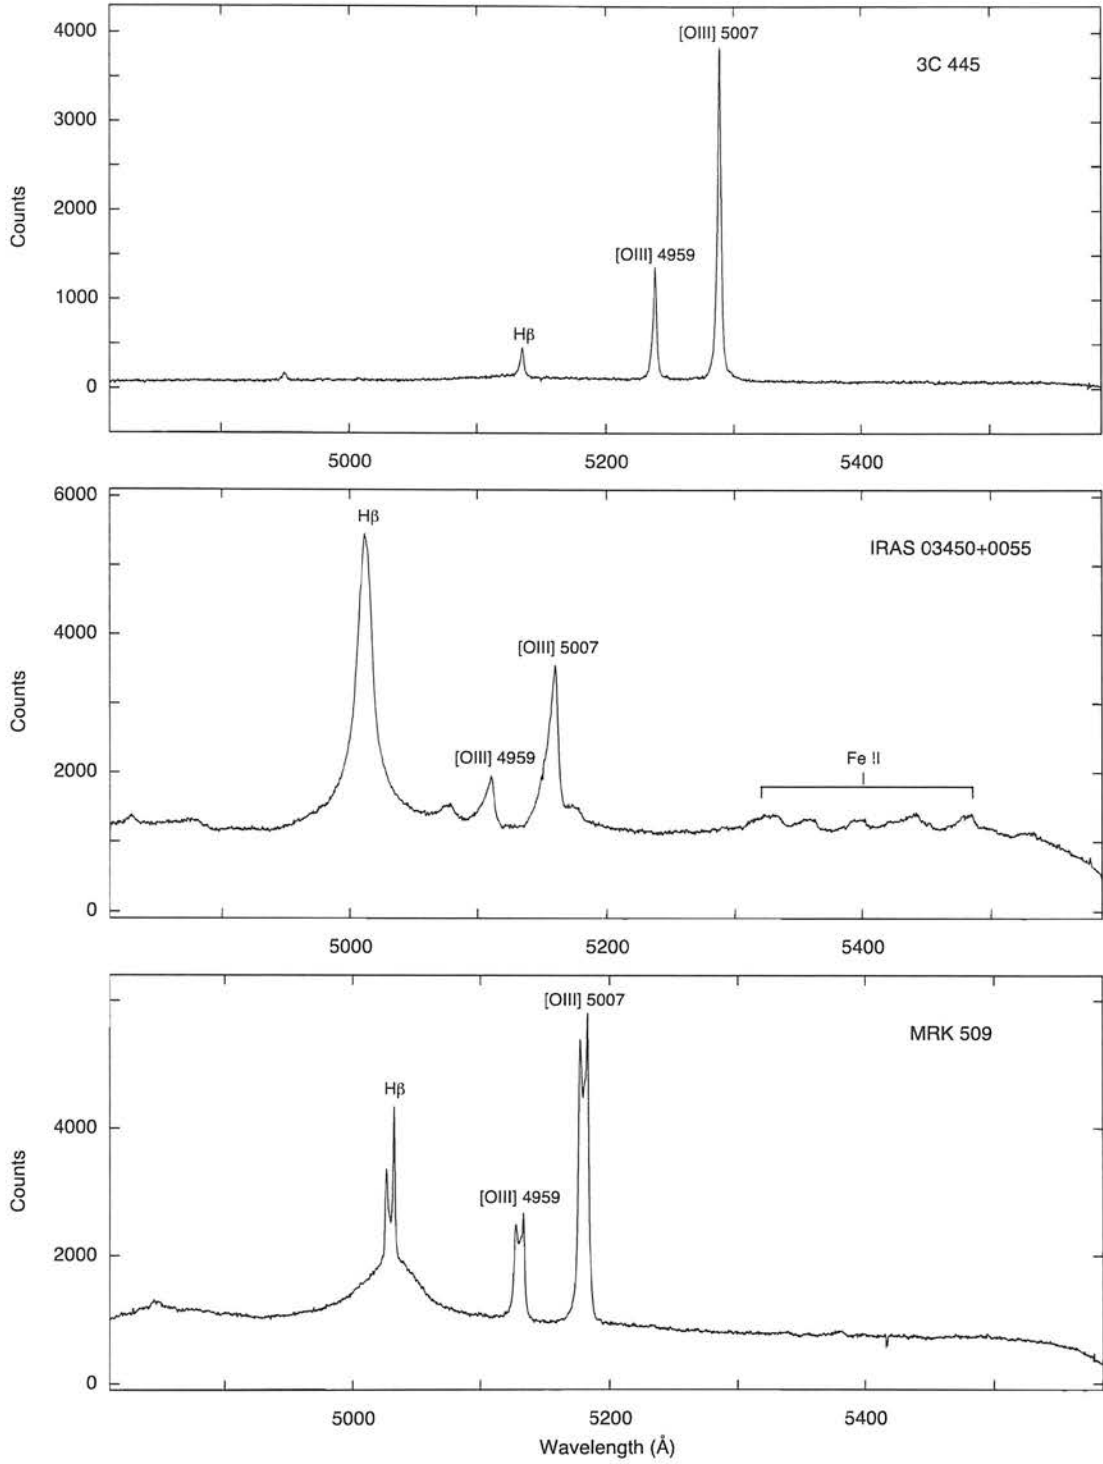 [OIII] 5007
3C 445
4000
3000
2000
1000
0
Counts
[OIII] 4959
Hβ
5000
5200
5400
6000
4000
2000
0
Counts
Hβ
IRAS 03450+0055
[OIII] 5007
[OIII] 4959
Fe II
5000
5200
5400
[OIII] 5007
MRK 509
Hβ
4000
2000
0
Counts
[OIII] 4959
5000
5200
5400
Wavelength (Å)